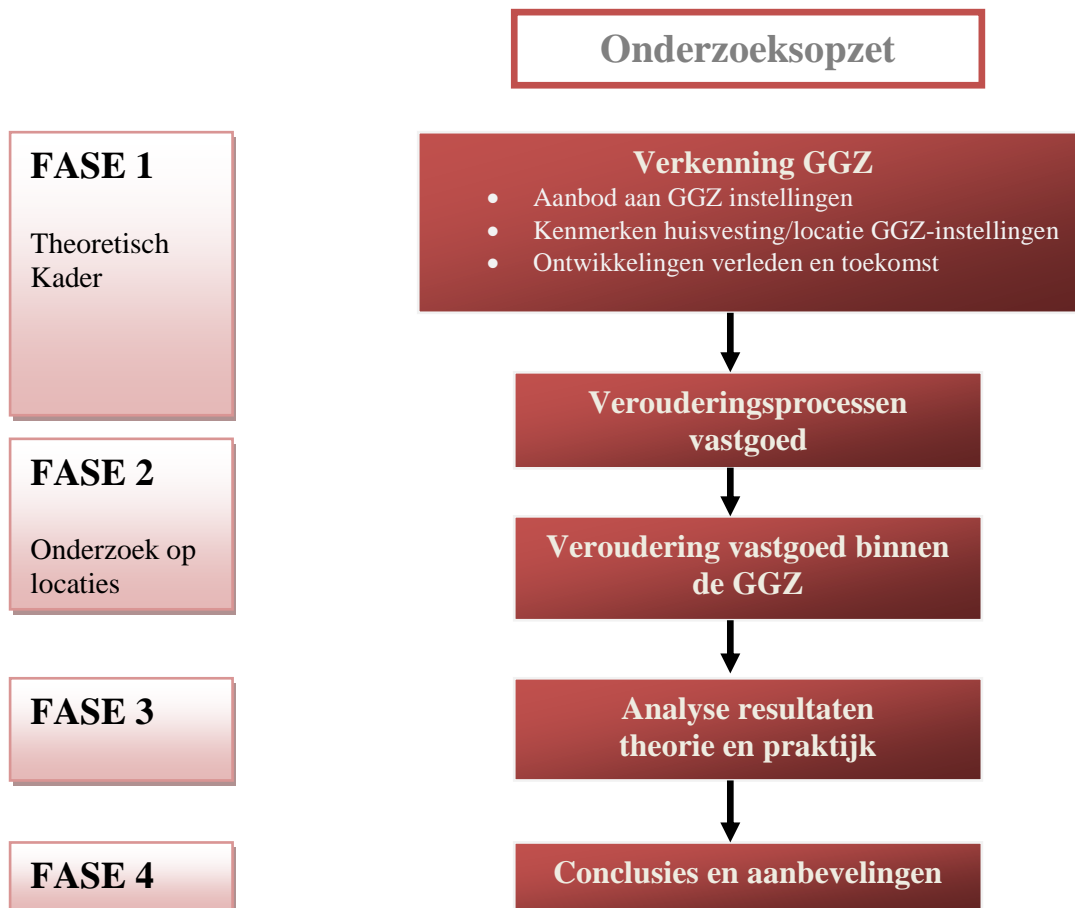 Onderzoeksopzet
FASE 1
Theoretisch
Kader
Verkenning GGZ
• Aanbod aan GGZ instellingen
• Kenmerken huisvesting/locatie GGZ-instellingen
• Ontwikkelingen verleden en toekomst
Verouderingsprocessen
vastgoed
FASE 2
Onderzoek op
locaties
Veroudering vastgoed binnen
de GGZ
FASE 3
Analyse resultaten
theorie en praktijk
FASE 4
Conclusies en aanbevelingen